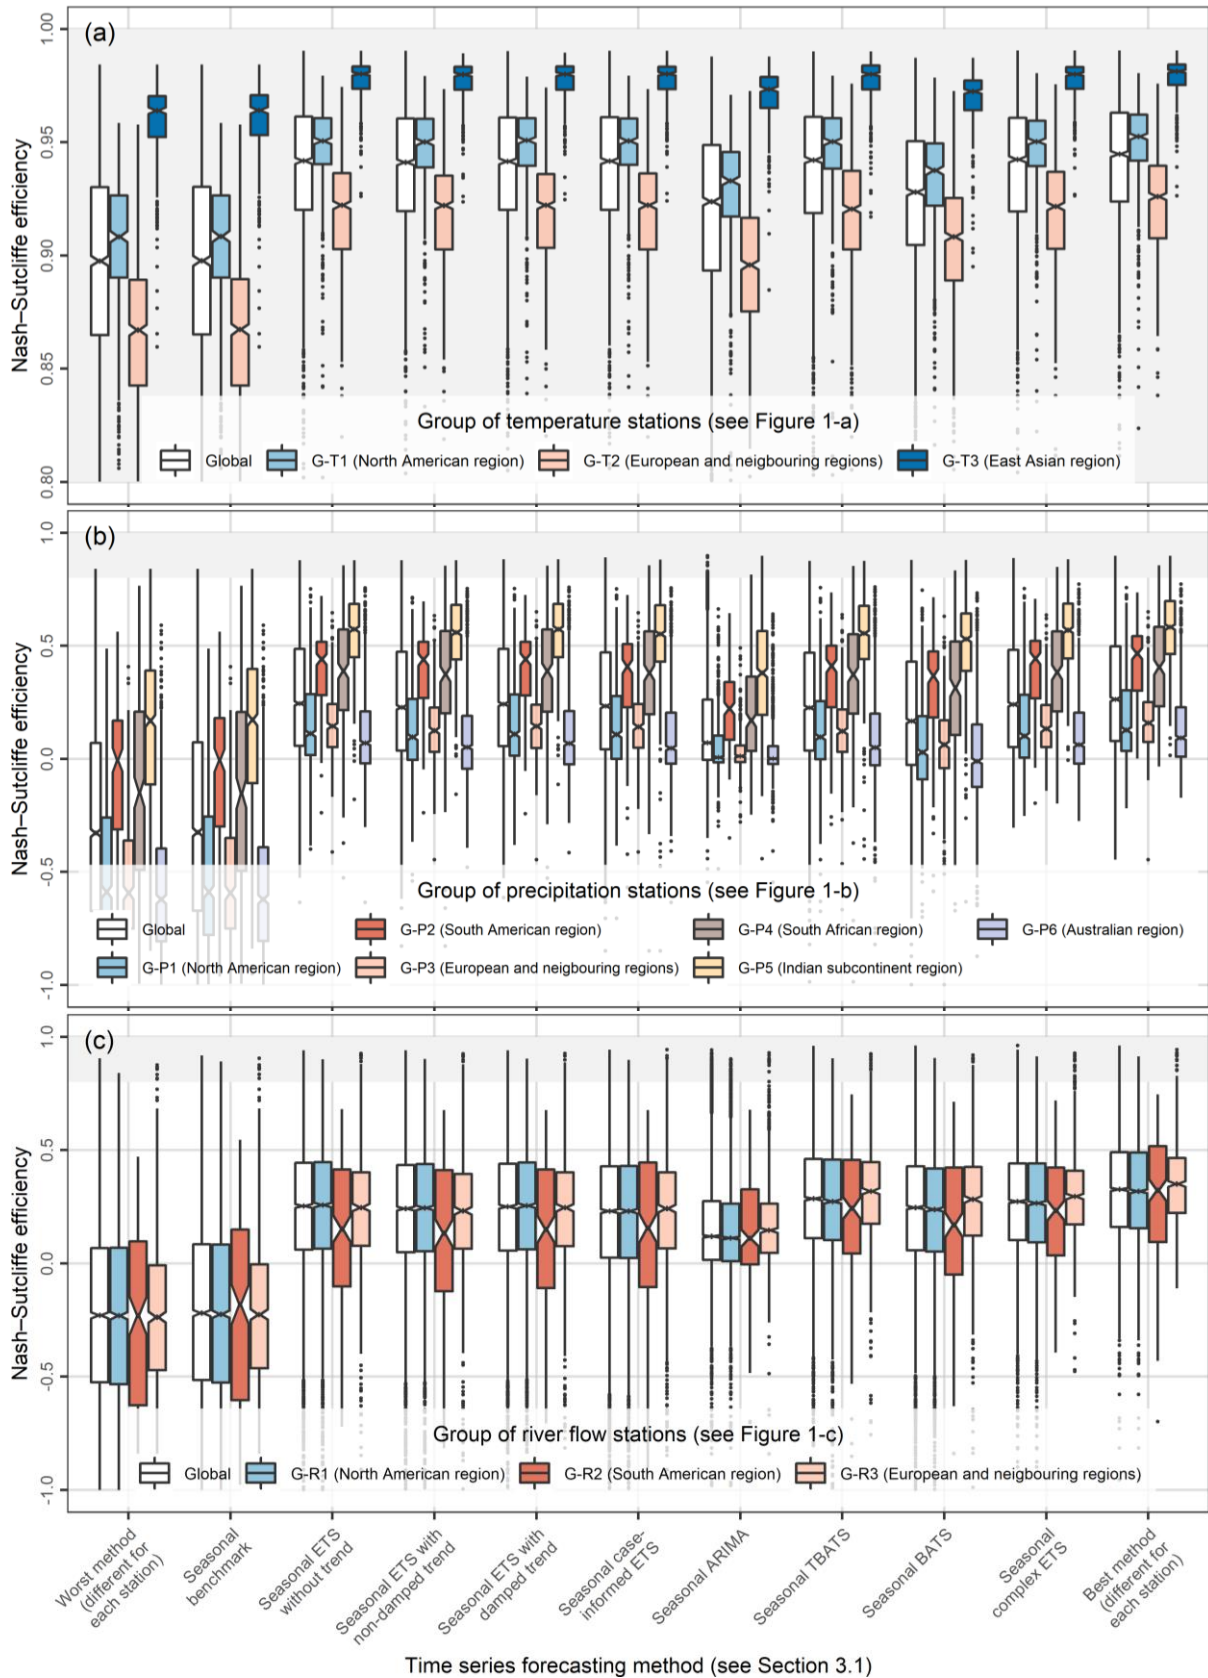 (a)
Nash–Sutcliffe efficiency
1.00
0.95
0.90
0.85
0.80
Group of temperature stations (see Figure 1-a)
Global
G-T1 (North American region)
G-T2 (European and neigbouring regions)
G-T3 (East Asian region)
(b)
Nash–Sutcliffe efficiency
1.0
0.5
0.0
-0.5
-1.0
Group of precipitation stations (see Figure 1-b)
Global
G-P2 (South American region)
G-P4 (South African region)
G-P6 (Australian region)
G-P1 (North American region)
G-P3 (European and neigbouring regions)
G-P5 (Indian subcontinent region)
(c)
Nash–Sutcliffe efficiency
1.0
0.5
0.0
-0.5
-1.0
Group of river flow stations (see Figure 1-c)
Global
G-R1 (North American region)
G-R2 (South American region)
G-R3 (European and neigbouring regions)
Worst method
(different for
each station)
Seasonal
benchmark
Seasonal ETS
without trend
Seasonal ETS with
non-damped trend
Seasonal ETS with
damped trend
Seasonal case-
informed ETS
Seasonal ARIMA
Seasonal TBATS
Seasonal BATS
Seasonal
complex ETS
Best method
(different for
each station)
Time series forecasting method (see Section 3.1)